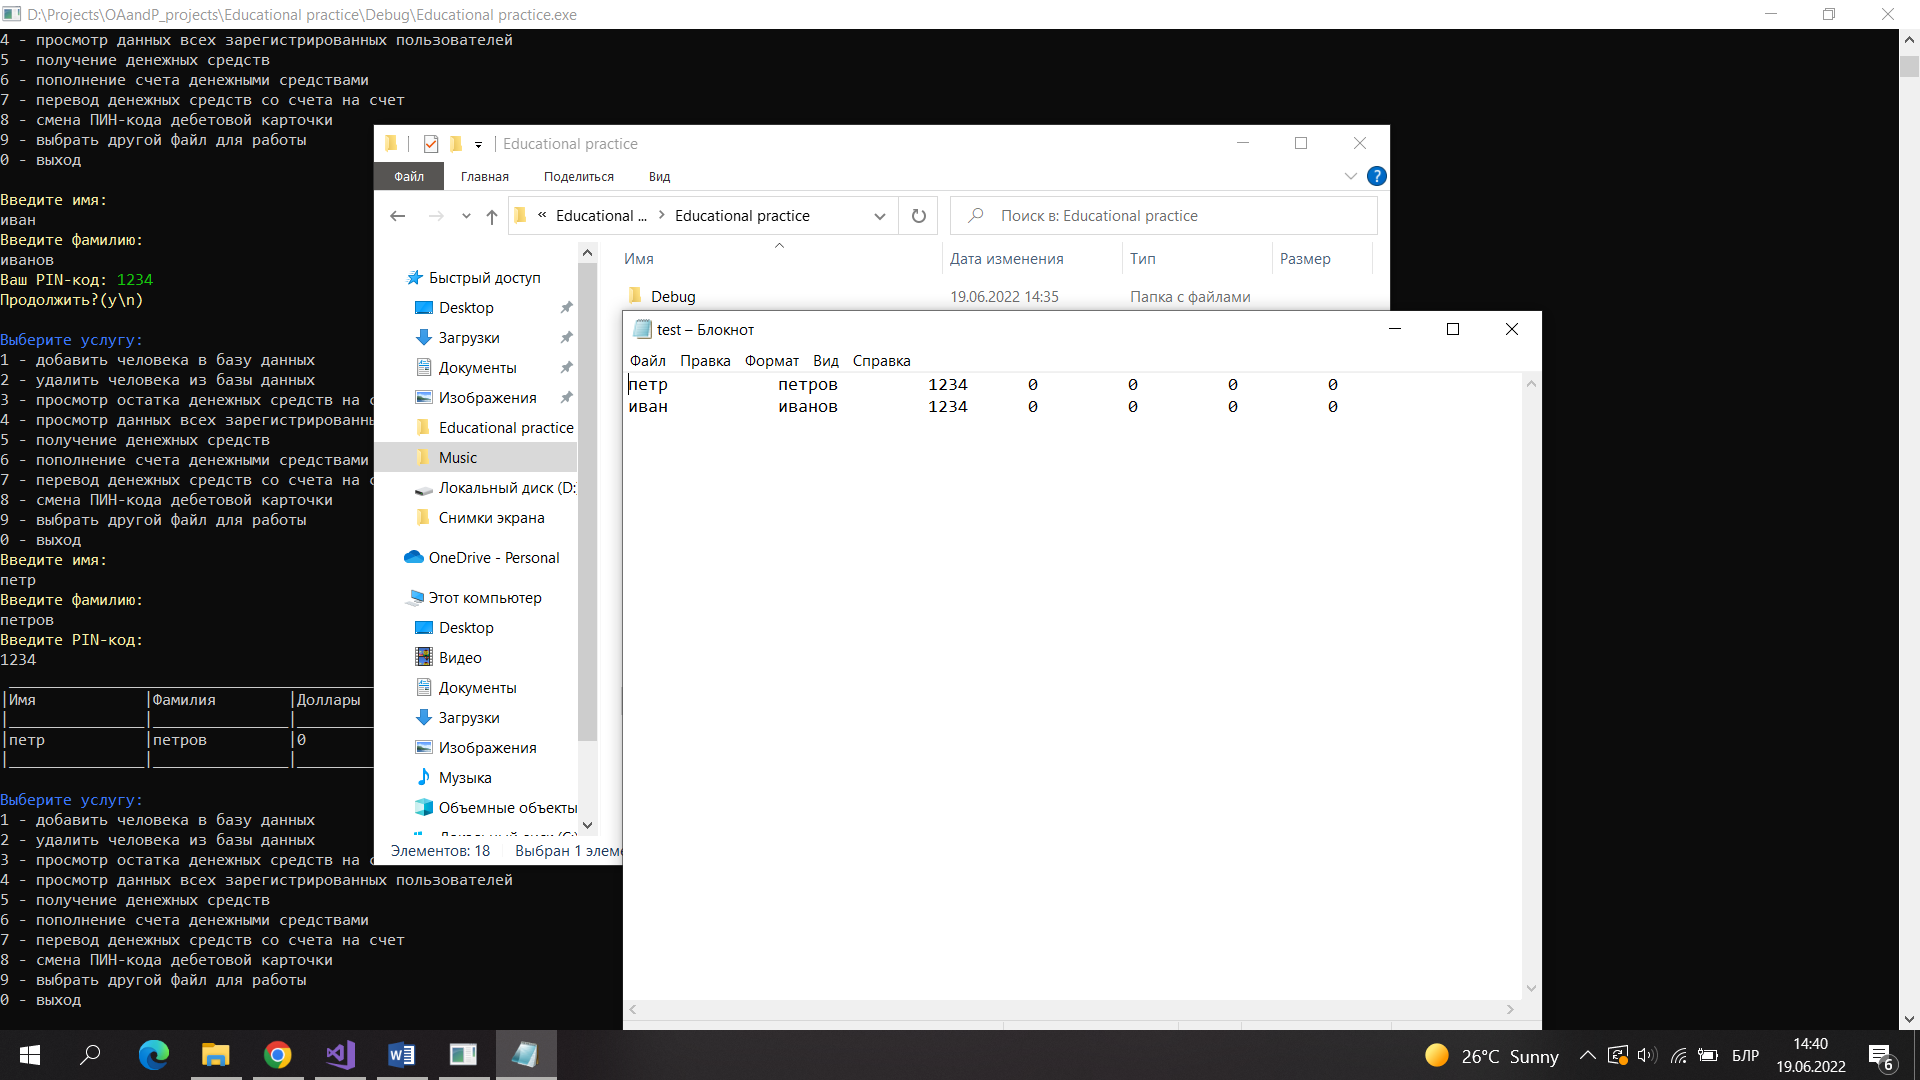 D:\Projects\OAandP_projects\Educational practice\Debug\Educational practice.exe
4 - просмотр данных всех зарегистрированных пользователей
5 - получение денежных средств
6 - пополнение счета денежными средствами
7 - перевод денежных средств со счета на счет
8 - смена ПИН-кода дебетовой карточки
9 - выбрать другой файл для работы
0 - выход
Введите имя:
иван
Введите фамилию:
иванов
Ваш PIN-код: 1234
Продолжить?(y\n)
Выберите услугу:
1 - добавить человека в базу данных
2 - удалить человека из базы данных
3 - просмотр остатка денежных средств на с
4 - просмотр данных всех зарегистрированны
5 - получение денежных средств
6 - пополнение счета денежными средствами
7 - перевод денежных средств со счета на с
8 - смена ПИН-кода дебетовой карточки
9 - выбрать другой файл для работы
0 - выход
Введите имя:
петр
Введите фамилию:
петров
Введите PIN-код:
1234
Имя Фамилия Доллары
петр петров 0
Выберите услугу:
1 - добавить человека в базу данных
2 - удалить человека из базы данных
3 - просмотр остатка денежных средств на с
4 - просмотр данных всех зарегистрированных пользователей
5 - получение денежных средств
6 - пополнение счета денежными средствами
7 - перевод денежных средств со счета на счет
8 - смена ПИН-кода дебетовой карточки
9 - выбрать другой файл для работы
0 - выход
Educational practice
Файл Главная Поделиться Вид
« Educational ... > Educational practice
Поиск в: Educational practice
Имя Дата изменения Тип Размер
Debug 19.06.2022 14:35 Папка с файлами
Быстрый доступ
Desktop
Загрузки
Документы
Изображения
Educational practice
Music
Локальный диск (D:
Снимки экрана
OneDrive - Personal
Этот компьютер
Desktop
Видео
Документы
Загрузки
Изображения
Музыка
Объемные объекты
Элементов: 18 Выбран 1 элеме
test – Блокнот
Файл Правка Формат Вид Справка
петр петров 1234 0 0 0 0
иван иванов 1234 0 0 0 0
26°C Sunny
БЛР
14:40
19.06.2022
6